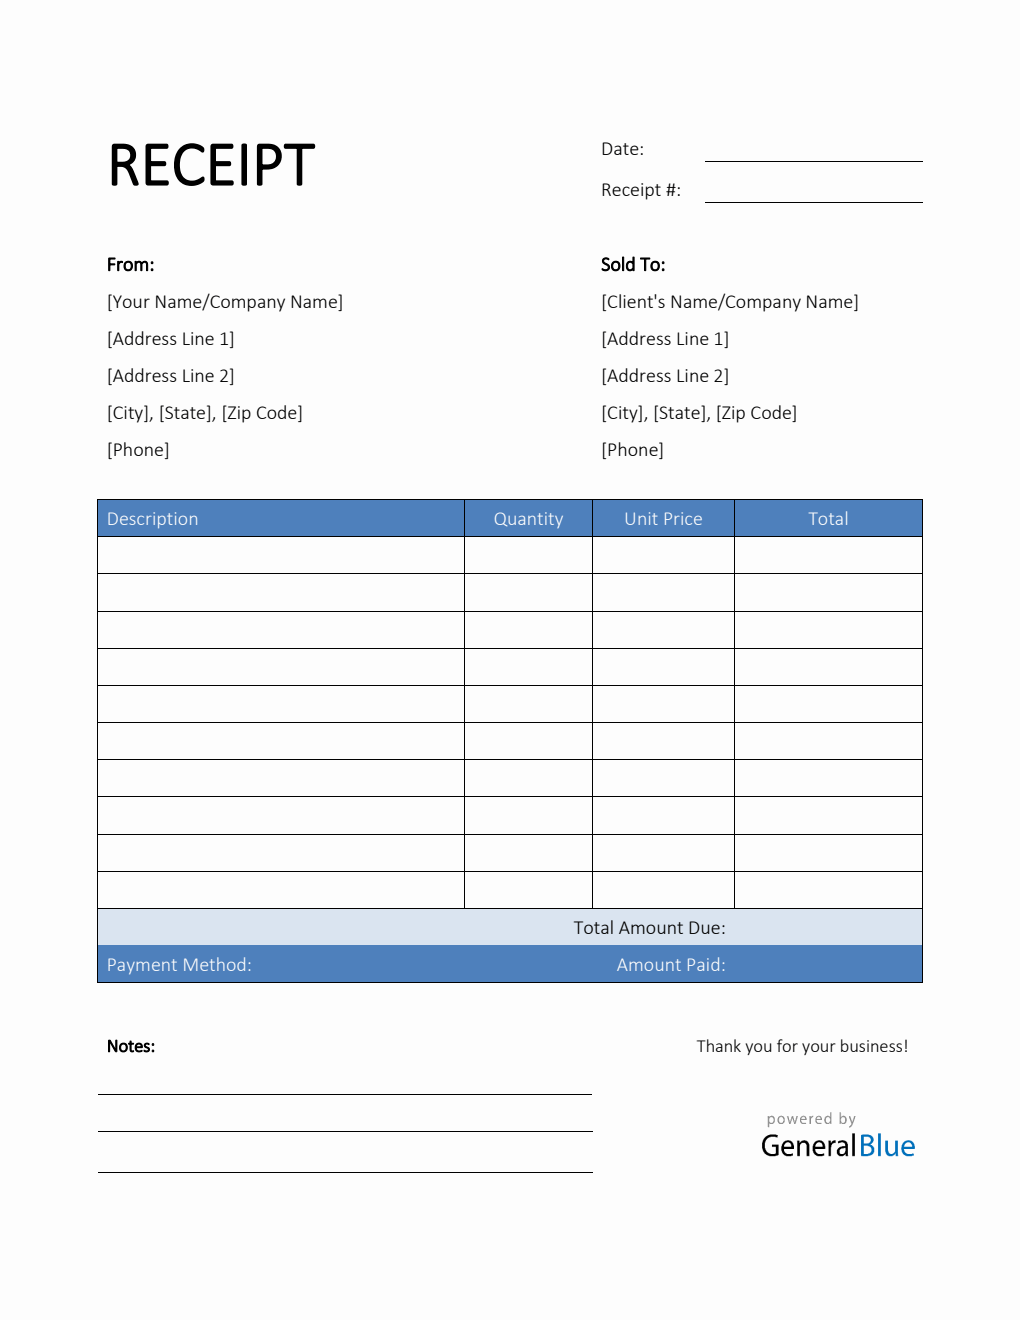 RECEIPT
Date:
Receipt #:
From:
[Your Name/Company Name]
[Address Line 1]
[Address Line 2]
[City], [State], [Zip Code]
[Phone]
Sold To:
[Client's Name/Company Name]
[Address Line 1]
[Address Line 2]
[City], [State], [Zip Code]
[Phone]
Description Quantity Unit Price Total
Total Amount Due:
Payment Method: Amount Paid:
Notes:
Thank you for your business!
powered by
GeneralBlue